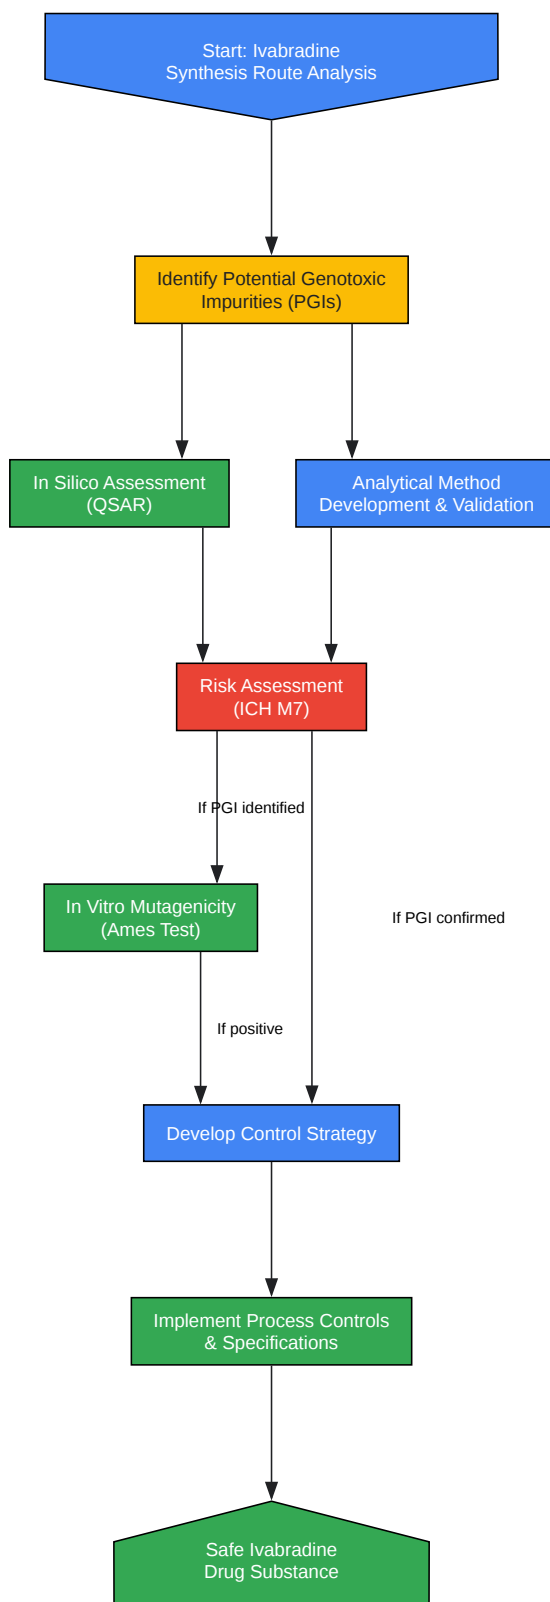 Start: Ivabradine
Synthesis Route Analysis
Identify Potential Genotoxic
Impurities (PGIs)
In Silico Assessment
(QSAR)
Analytical Method
Development & Validation
Risk Assessment
(ICH M7)
If PGI identified
In Vitro Mutagenicity
(Ames Test)
If PGI confirmed
If positive
Develop Control Strategy
Implement Process Controls
& Specifications
Safe Ivabradine
Drug Substance